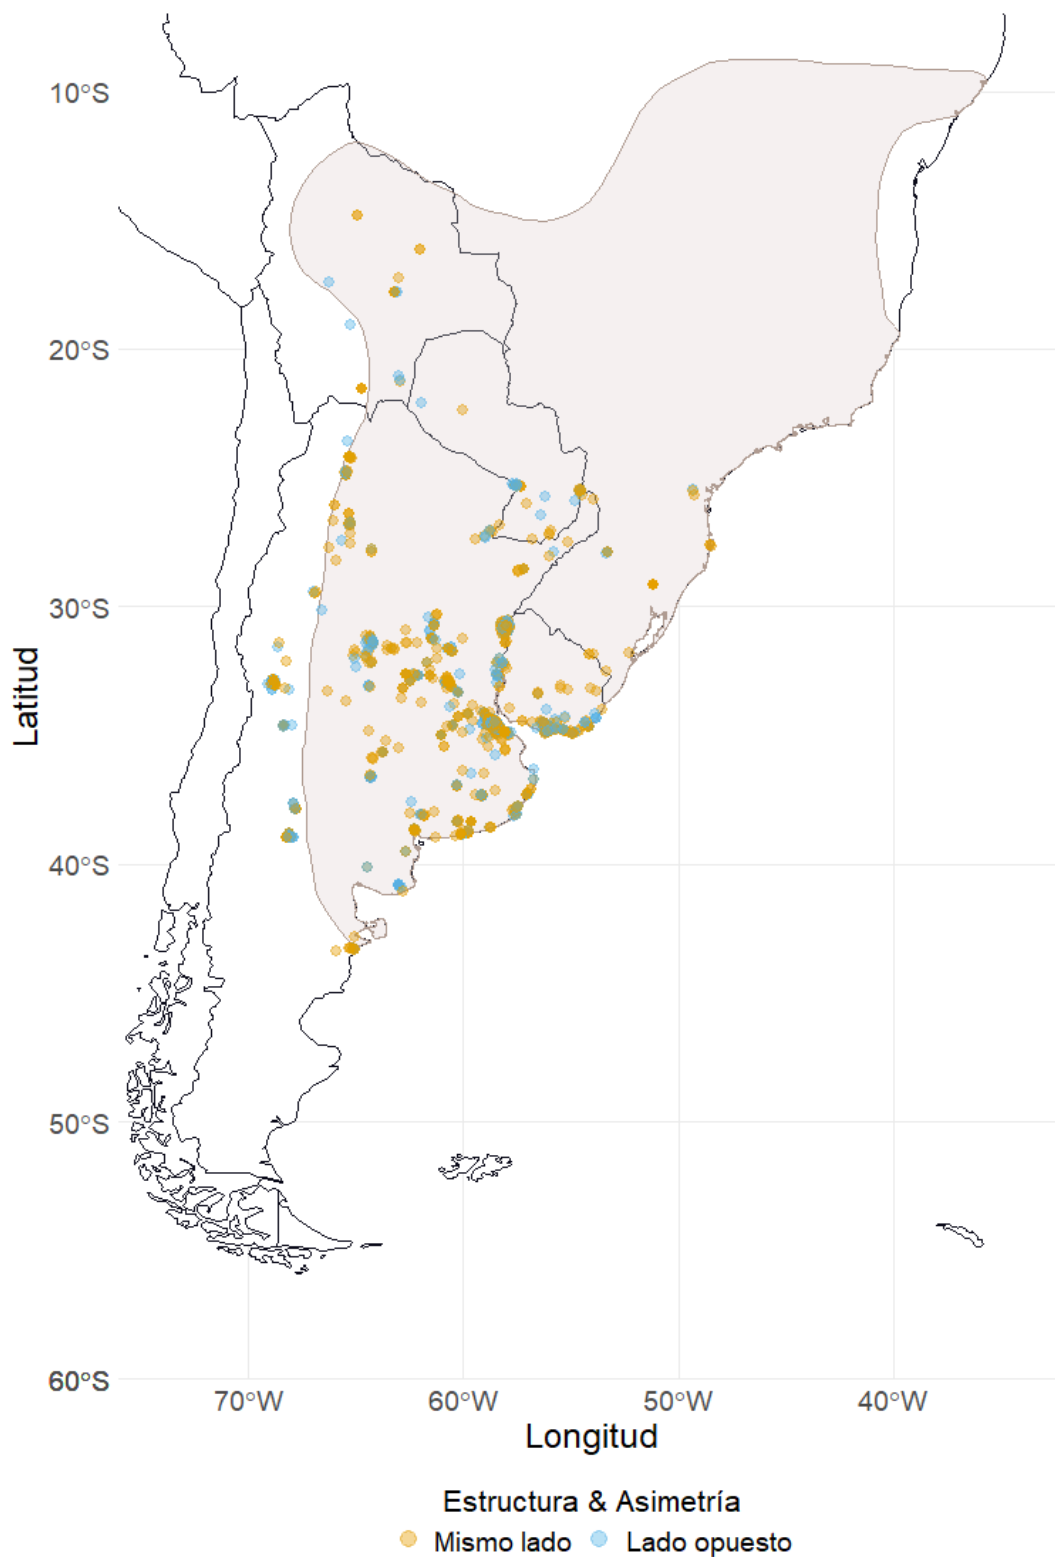 10°S
20°S
30°S
40°S
50°S
60°S
Latitud
70°W 60°W 50°W 40°W
Longitud
Estructura & Asimetría
Mismo lado Lado opuesto